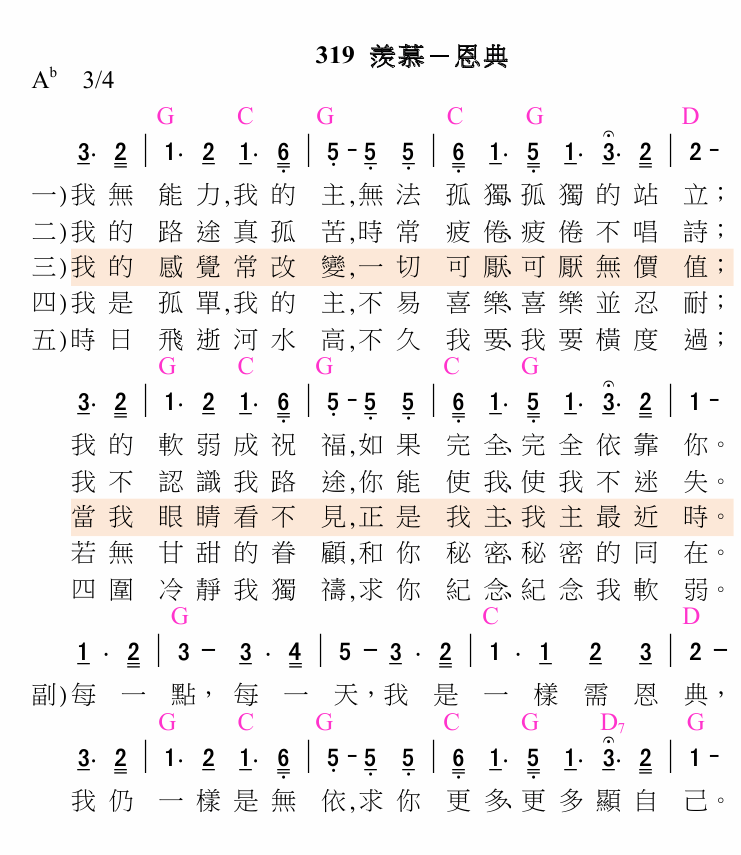 319 羨慕－恩典
A♭ 3/4
G C G C G D
3· 2 | 1· 2 1· 6 | 5 - 5 5 | 6 1· 5 1· 3· 2 | 2 -
一)我無能力,我的主,無法孤獨、孤獨的站立；
二)我的路途真孤苦,時常疲倦、疲倦不唱詩；
三)我的感覺常改變,一切可厭、可厭無價值；
四)我是孤單,我的主,不易喜樂、喜樂並忍耐；
五)時日飛逝河水高,不久我要、我要橫度過；
G C G C G
3· 2 | 1· 2 1· 6 | 5 - 5 5 | 6 1· 5 1· 3· 2 | 1 -
我的軟弱成祝福,如果完全、完全依靠你。
我不認識我路途,你能使我、使我不迷失。
當我眼睛看不見,正是我主、我主最近時。
若無甘甜的眷顧,和你秘密、秘密的同在。
四圍冷靜我獨禱,求你紀念、紀念我軟弱。
G C D
1 · 2 | 3 - 3 · 4 | 5 - 3 · 2 | 1 · 1 2 3 | 2 -
副)每一點，每一天，我是一樣需恩典，
G C G C G D7 G
3· 2 | 1· 2 1· 6 | 5 - 5 5 | 6 1· 5 1· 3· 2 | 1 -
我仍一樣是無依,求你更多、更多顯自己。